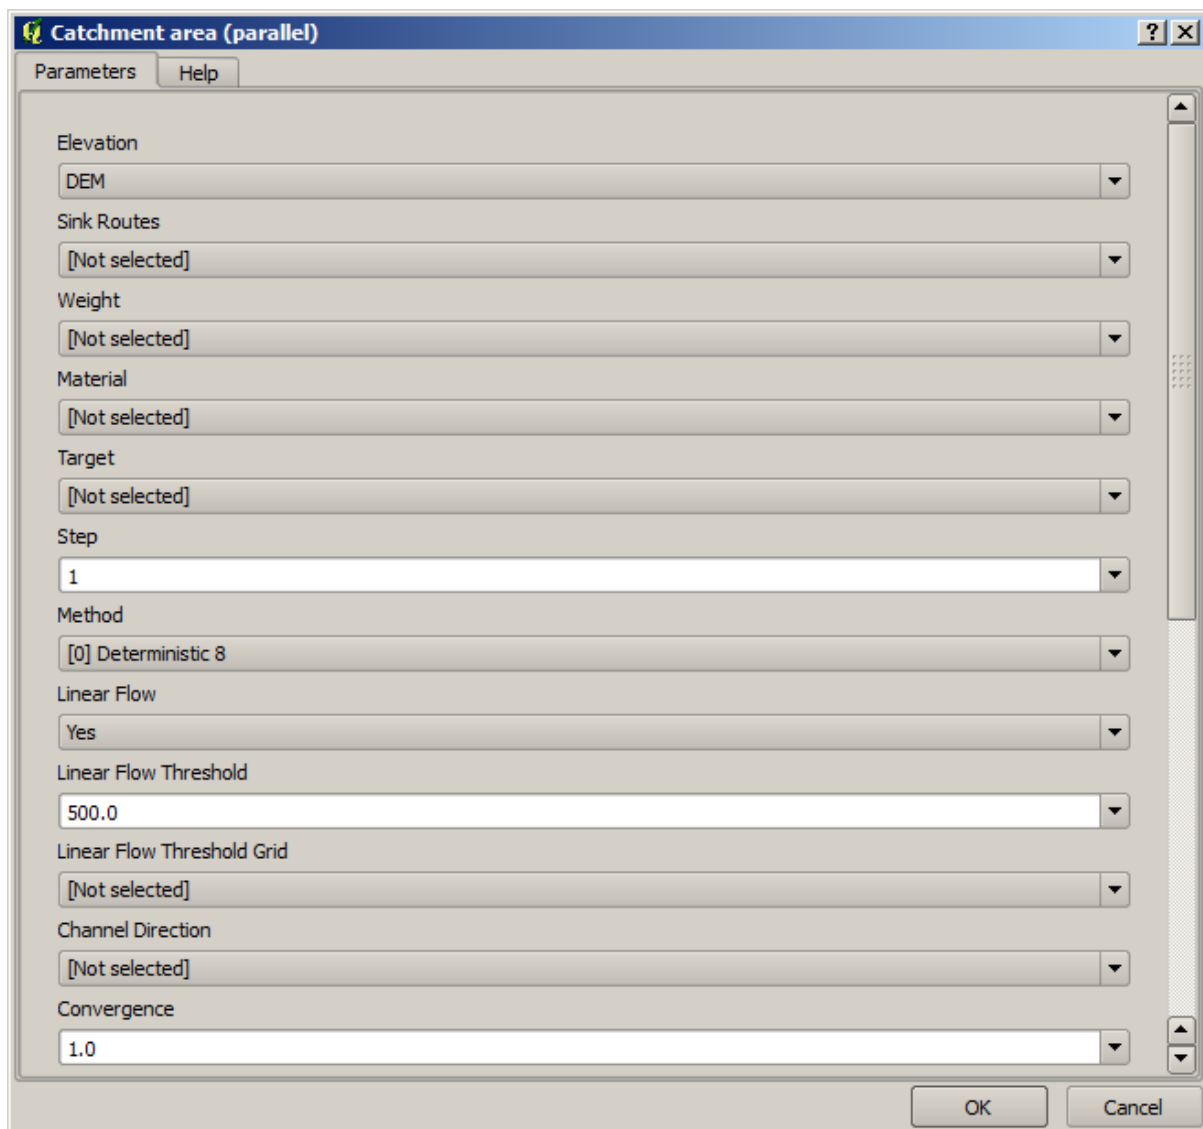 Catchment area (parallel)
Parameters Help
Elevation
DEM
Sink Routes
[Not selected]
Weight
[Not selected]
Material
[Not selected]
Target
[Not selected]
Step
1
Method
[0] Deterministic 8
Linear Flow
Yes
Linear Flow Threshold
500.0
Linear Flow Threshold Grid
[Not selected]
Channel Direction
[Not selected]
Convergence
1.0
OK Cancel